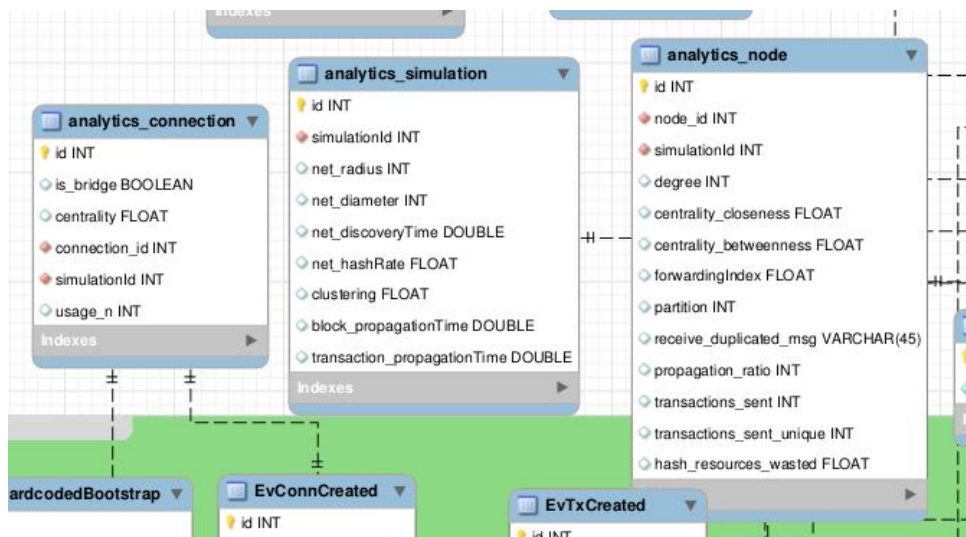 Indexes
analytics_connection
id INT
is_bridge BOOLEAN
centrality FLOAT
connection_id INT
simulationId INT
usage_n INT
Indexes
analytics_simulation
id INT
simulationId INT
net_radius INT
net_diameter INT
net_discoveryTime DOUBLE
net_hashRate FLOAT
clustering FLOAT
block_propagationTime DOUBLE
transaction_propagationTime DOUBLE
Indexes
analytics_node
id INT
node_id INT
simulationId INT
degree INT
centrality_closeness FLOAT
centrality_betweenness FLOAT
forwardingIndex FLOAT
partition INT
receive_duplicated_msg VARCHAR(45)
propagation_ratio INT
transactions_sent INT
transactions_sent_unique INT
hash_resources_wasted FLOAT
ardcodedBootstrap
EvConnCreated
id INT
EvTxCreated
id INT